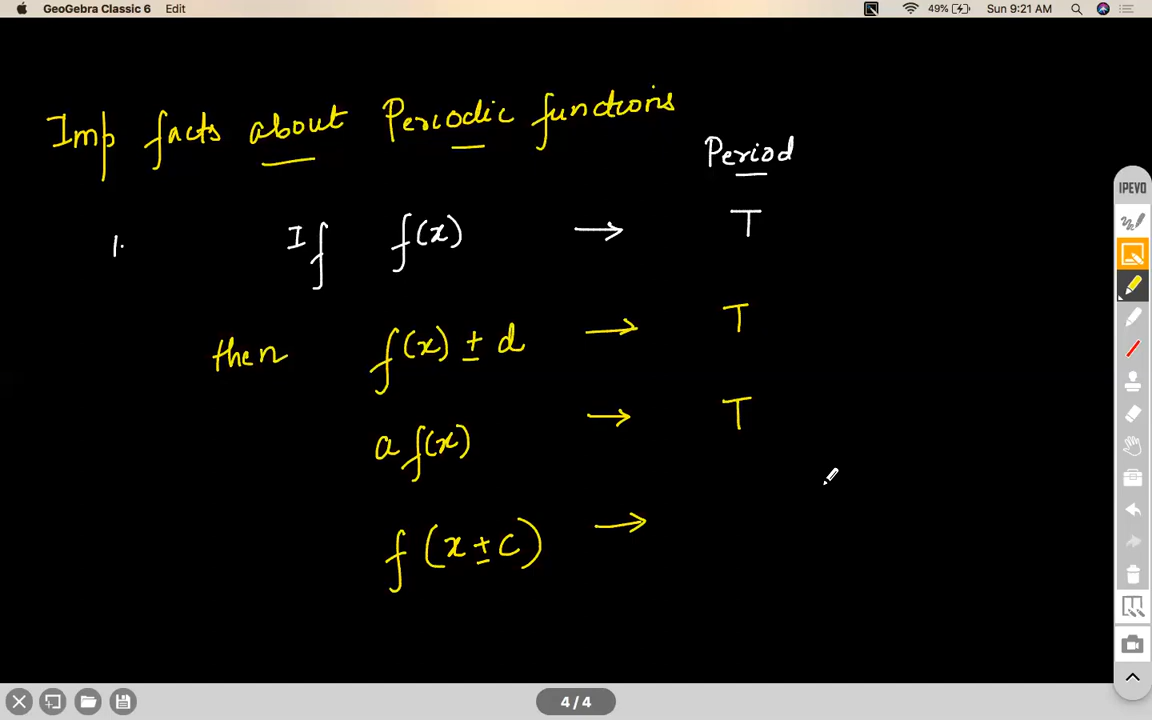 GeoGebra Classic 6 Edit 49% Sun 9:21 AM
Imp facts about Periodic functions
Period
1. If f(x) → T
then f(x) ± d → T
a f(x) → T
f(x ± c) →
IPEVO
4 / 4